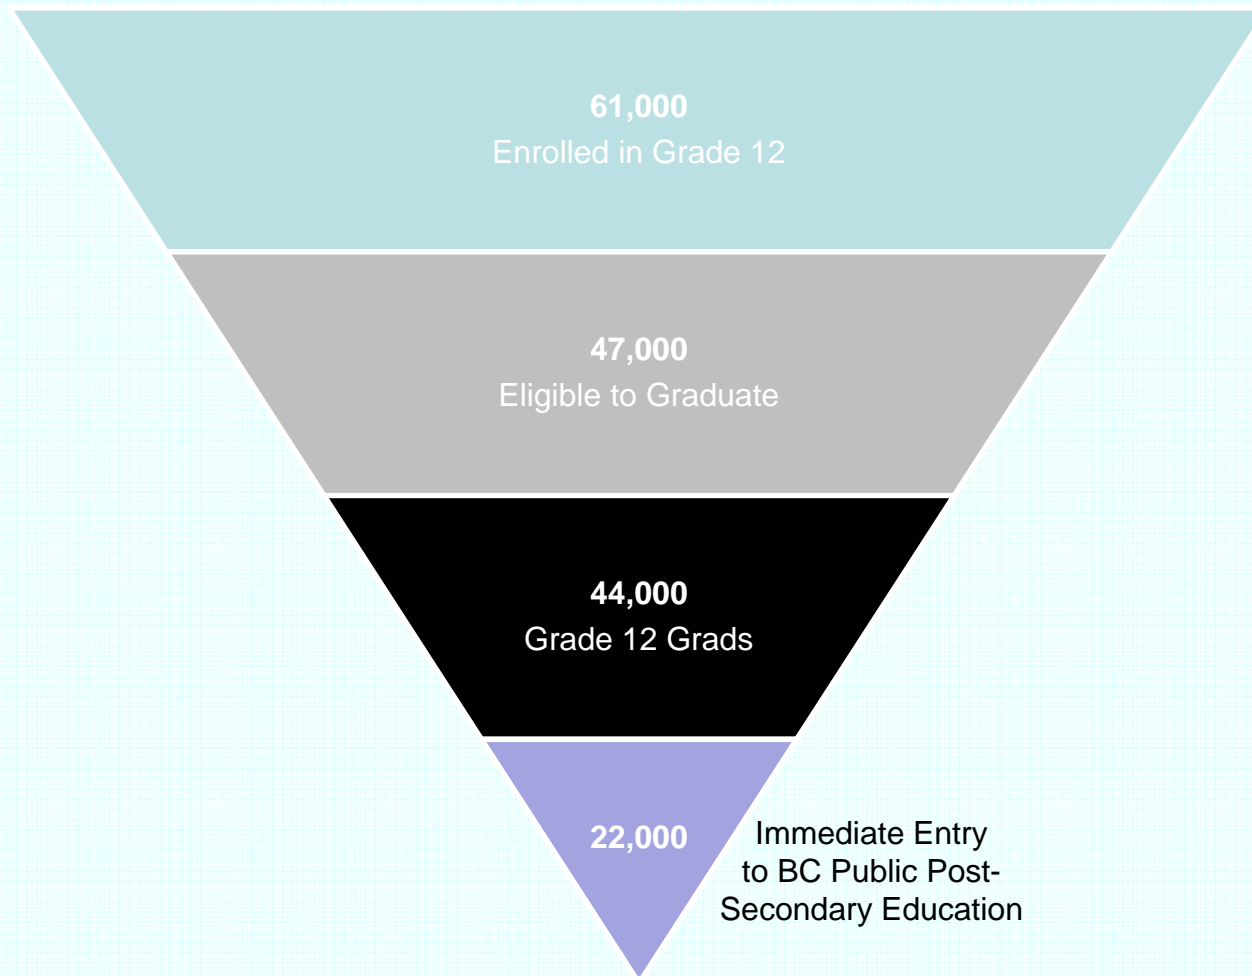 61,000
Enrolled in Grade 12
47,000
Eligible to Graduate
44,000
Grade 12 Grads
22,000
Immediate Entry
to BC Public Post-
Secondary Education